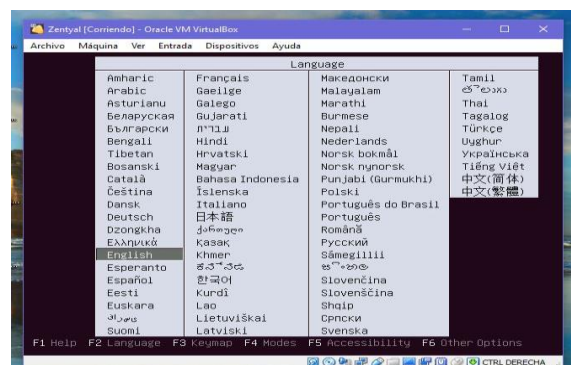 Zentyal [Corriendo] - Oracle VM VirtualBox
Archivo Máquina Ver Entrada Dispositivos Ayuda
Language
Amharic Français Македонски Tamil
Arabic Gaeilge Malayalam తెలుగు
Asturianu Galego Marathi Thai
Беларуская Gujarati Burmese Tagalog
Български עברית Nepali Türkçe
Bengali Hindi Nederlands Uyghur
Tibetan Hrvatski Norsk bokmål Українська
Bosanski Magyar Norsk nynorsk Tiếng Việt
Català Bahasa Indonesia Punjabi (Gurmukhi) 中文(简体)
Čeština Íslenska Polski 中文(繁體)
Dansk Italiano Português do Brasil
Deutsch 日本語 Português
Dzongkha ქართული Română
Ελληνικά Қазақ Русский
English Khmer Sámegillii
Esperanto ಕನ್ನಡ සිංහල
Español 한국어 Slovenčina
Eesti Kurdî Slovenščina
Euskara Lao Shqip
فارسی Lietuviškai Српски
Suomi Latviski Svenska
F1 Help F2 Language F3 Keymap F4 Modes F5 Accessibility F6 Other Options
CTRL DERECHA